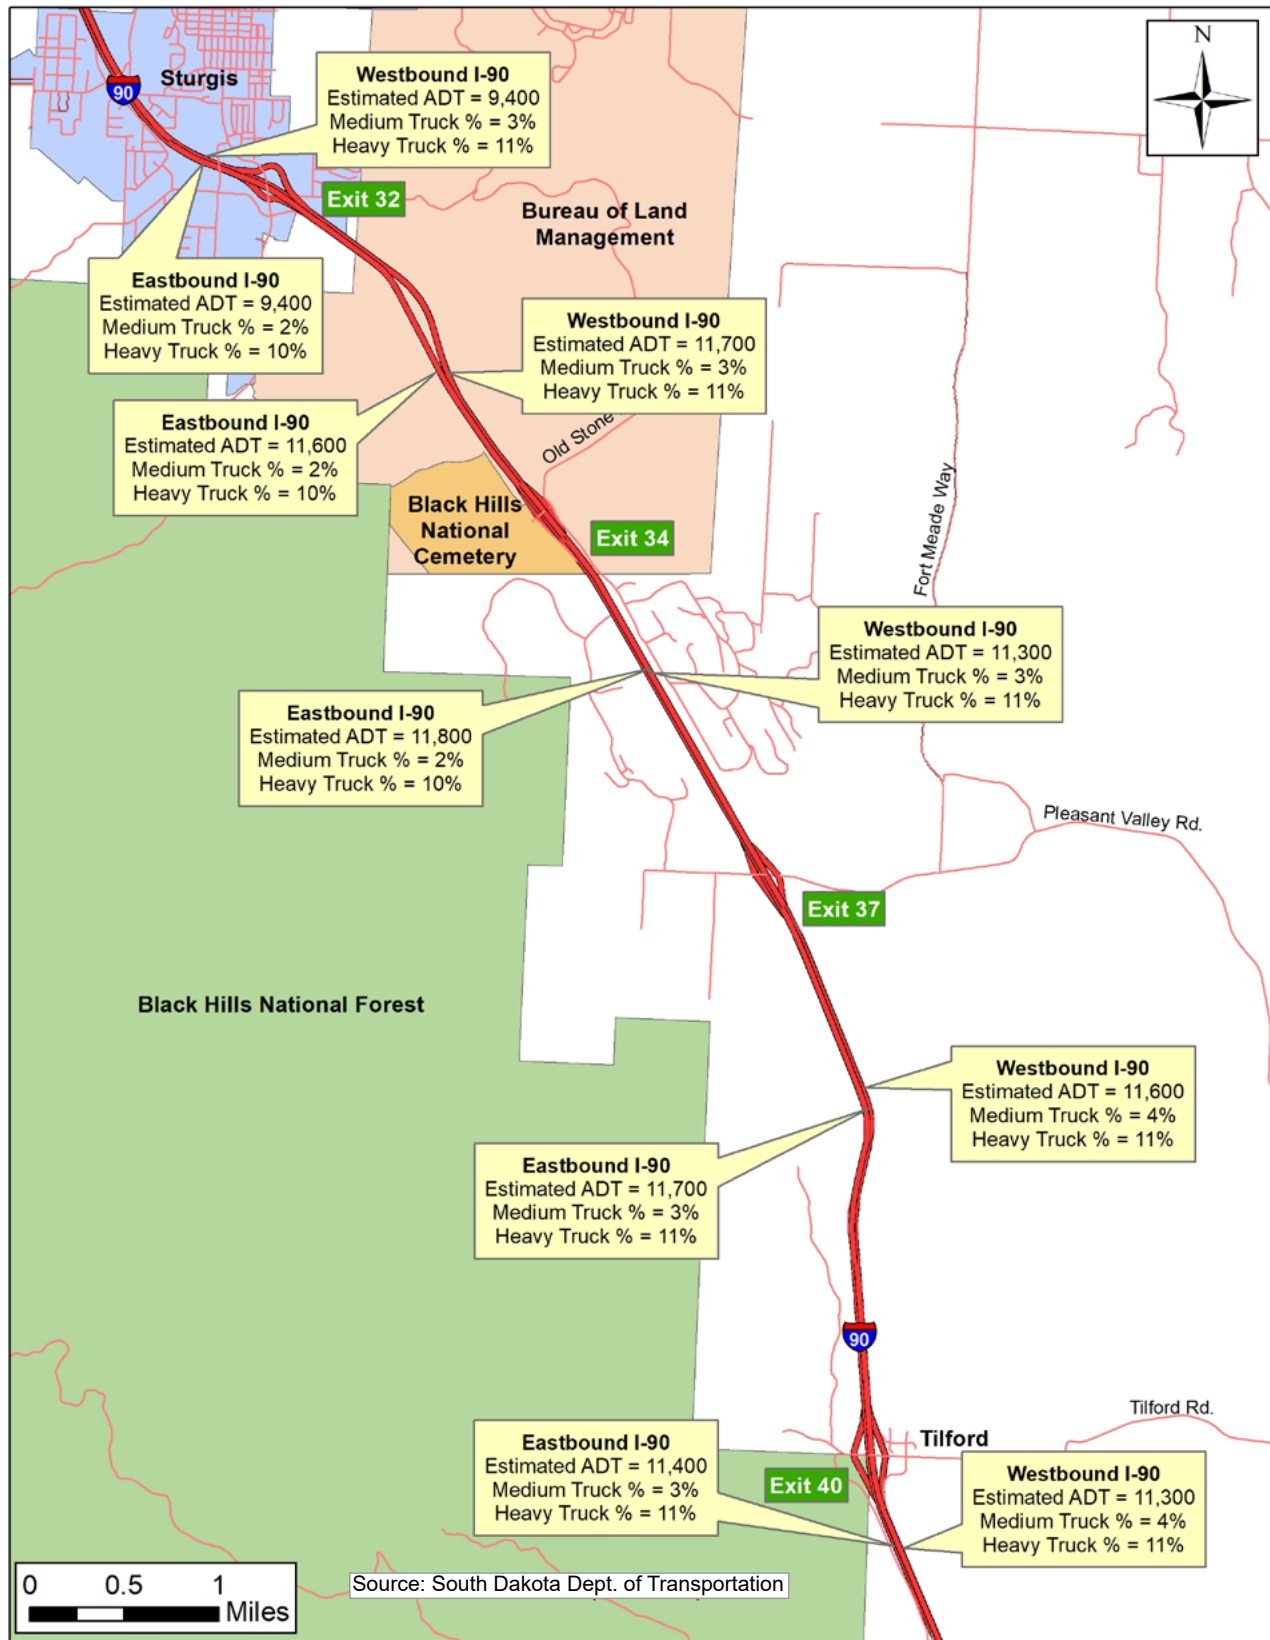 N
Sturgis
90
Westbound I-90
Estimated ADT = 9,400
Medium Truck % = 3%
Heavy Truck % = 11%
Exit 32
Bureau of Land
Management
Eastbound I-90
Estimated ADT = 9,400
Medium Truck % = 2%
Heavy Truck % = 10%
Westbound I-90
Estimated ADT = 11,700
Medium Truck % = 3%
Heavy Truck % = 11%
Eastbound I-90
Estimated ADT = 11,600
Medium Truck % = 2%
Heavy Truck % = 10%
Old Stone
Black Hills
National
Cemetery
Exit 34
Fort Meade Way
Westbound I-90
Estimated ADT = 11,300
Medium Truck % = 3%
Heavy Truck % = 11%
Eastbound I-90
Estimated ADT = 11,800
Medium Truck % = 2%
Heavy Truck % = 10%
Pleasant Valley Rd.
Exit 37
Black Hills National Forest
Westbound I-90
Estimated ADT = 11,600
Medium Truck % = 4%
Heavy Truck % = 11%
Eastbound I-90
Estimated ADT = 11,700
Medium Truck % = 3%
Heavy Truck % = 11%
90
Tilford Rd.
Tilford
Eastbound I-90
Estimated ADT = 11,400
Medium Truck % = 3%
Heavy Truck % = 11%
Exit 40
Westbound I-90
Estimated ADT = 11,300
Medium Truck % = 4%
Heavy Truck % = 11%
0 0.5 1
Miles
Source: South Dakota Dept. of Transportation